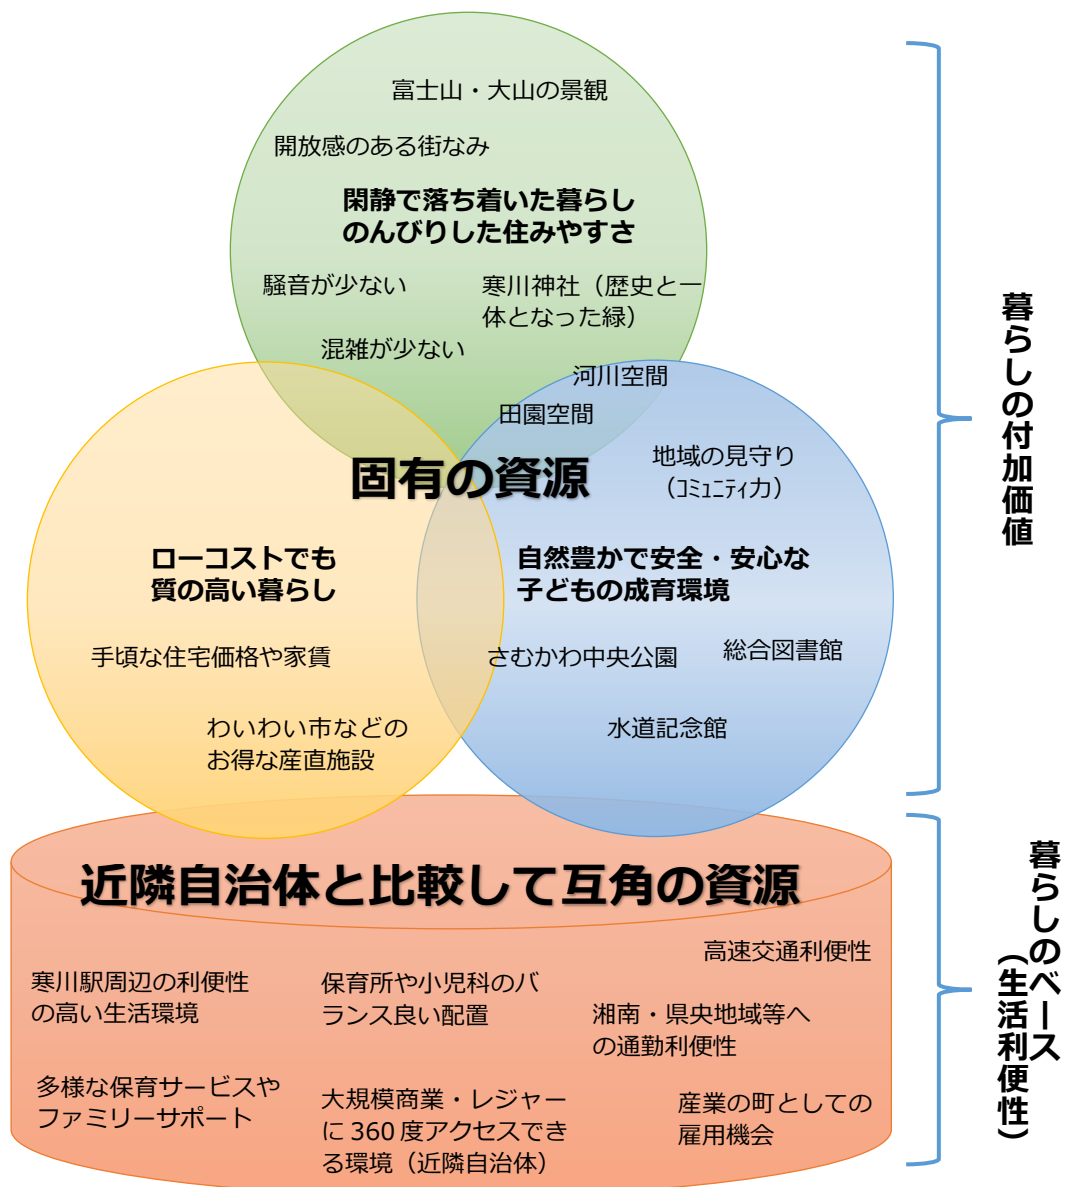 富士山・大山の景観
開放感のある街なみ
閑静で落ち着いた暮らし
のんびりした住みやすさ
騒音が少ない
寒川神社（歴史と一
体となった緑）
混雑が少ない
河川空間
田園空間
固有の資源
地域の見守り
（ｺﾐｭﾆﾃｨ力）
ローコストでも
質の高い暮らし
自然豊かで安全・安心な
子どもの成育環境
手頃な住宅価格や家賃
さむかわ中央公園
総合図書館
わいわい市などの
お得な産直施設
水道記念館
暮らしの付加価値
近隣自治体と比較して互角の資源
高速交通利便性
寒川駅周辺の利便性
の高い生活環境
保育所や小児科のバ
ランス良い配置
湘南・県央地域等へ
の通勤利便性
多様な保育サービスや
ファミリーサポート
大規模商業・レジャー
に 360 度アクセスでき
る環境（近隣自治体）
産業の町としての
雇用機会
暮らしのベース
（生活利便性）